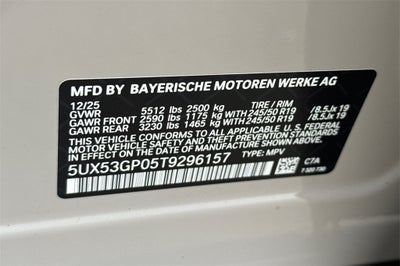 MFD BY BAYERISCHE MOTOREN WERKE AG
12/25 TIRE / RIM
GVWR 5512 lbs 2500 kg
GAWR FRONT 2590 lbs 1175 kg WITH 245/50 R19 /8.5Jx 19
GAWR REAR 3230 lbs 1465 kg WITH 245/50 R19 /8.5Jx 19
THIS VEHICLE CONFORMS TO ALL APPLICABLE
U.S. FEDERAL MOTOR VEHICLE SAFETY AND
THEFT PREVENTION STANDARDS IN EFFECT ON
THE DATE OF MANUFACTURE SHOWN ABOVE.
5UX53GP05T9296157 C7A
TYPE: MPV